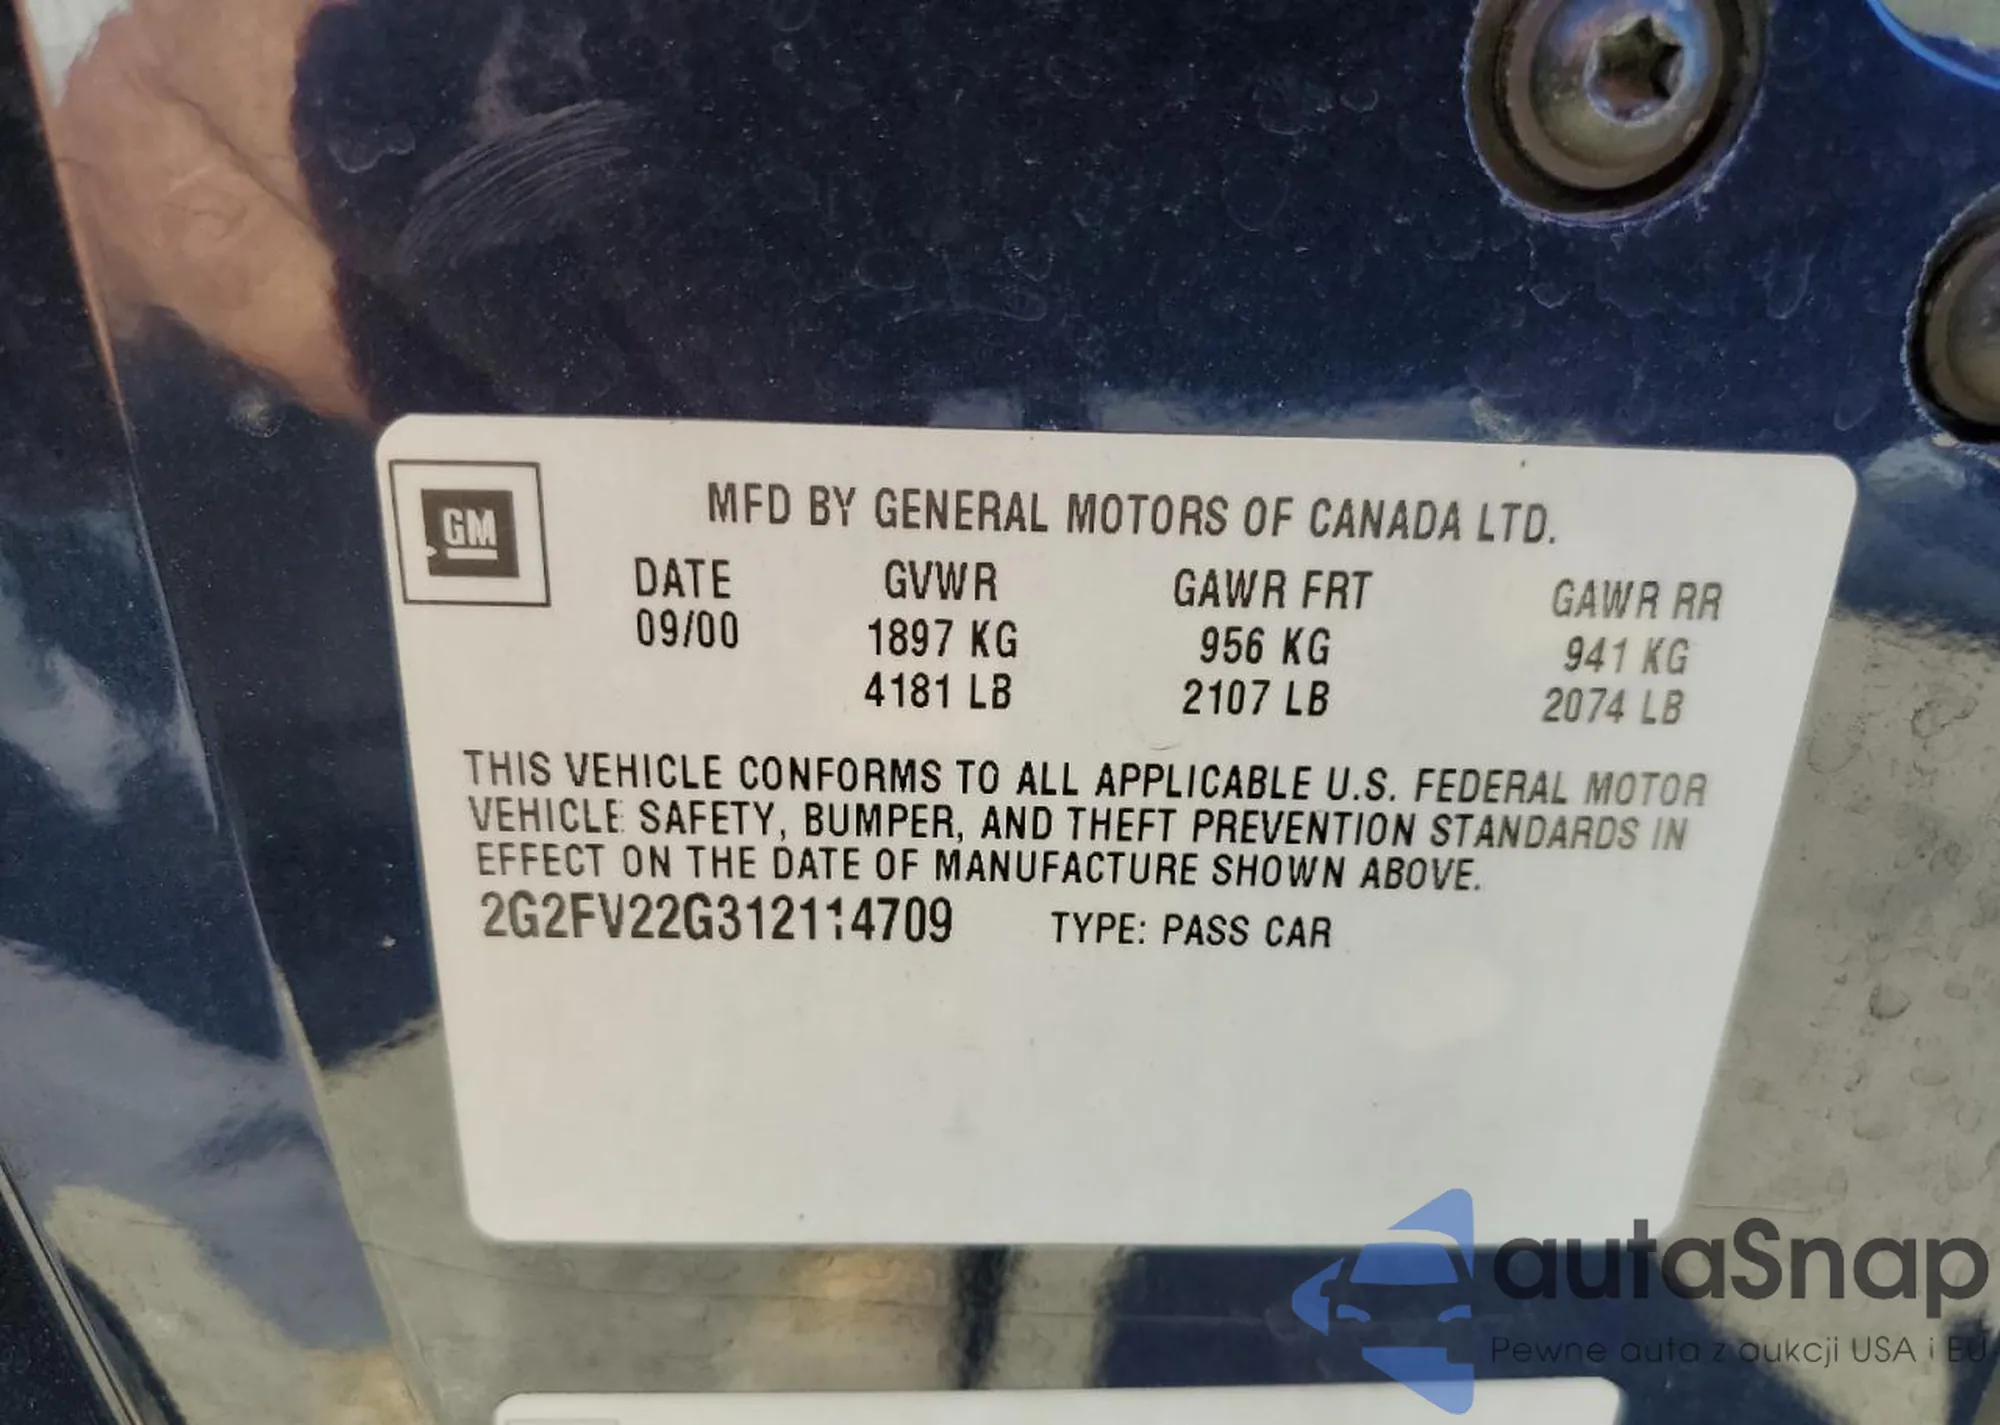 GM
MFD BY GENERAL MOTORS OF CANADA LTD.
DATE GVWR GAWR FRT GAWR RR
09/00 1897 KG 956 KG 941 KG
4181 LB 2107 LB 2074 LB
THIS VEHICLE CONFORMS TO ALL APPLICABLE U.S. FEDERAL MOTOR
VEHICLE SAFETY, BUMPER, AND THEFT PREVENTION STANDARDS IN
EFFECT ON THE DATE OF MANUFACTURE SHOWN ABOVE.
2G2FV22G312114709 TYPE: PASS CAR
autaSnap
Pewne auta z aukcji USA i EU